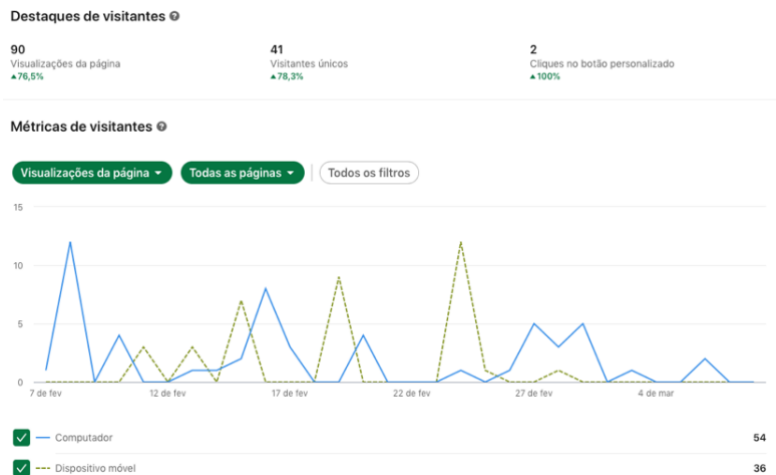 Destaques de visitantes
90
Visualizações da página
▲76,5%
41
Visitantes únicos
▲78,3%
2
Cliques no botão personalizado
▲100%
Métricas de visitantes
Visualizações da página
Todas as páginas
Todos os filtros
15
10
5
0
7 de fev
12 de fev
17 de fev
22 de fev
27 de fev
4 de mar
Computador
54
Dispositivo móvel
36